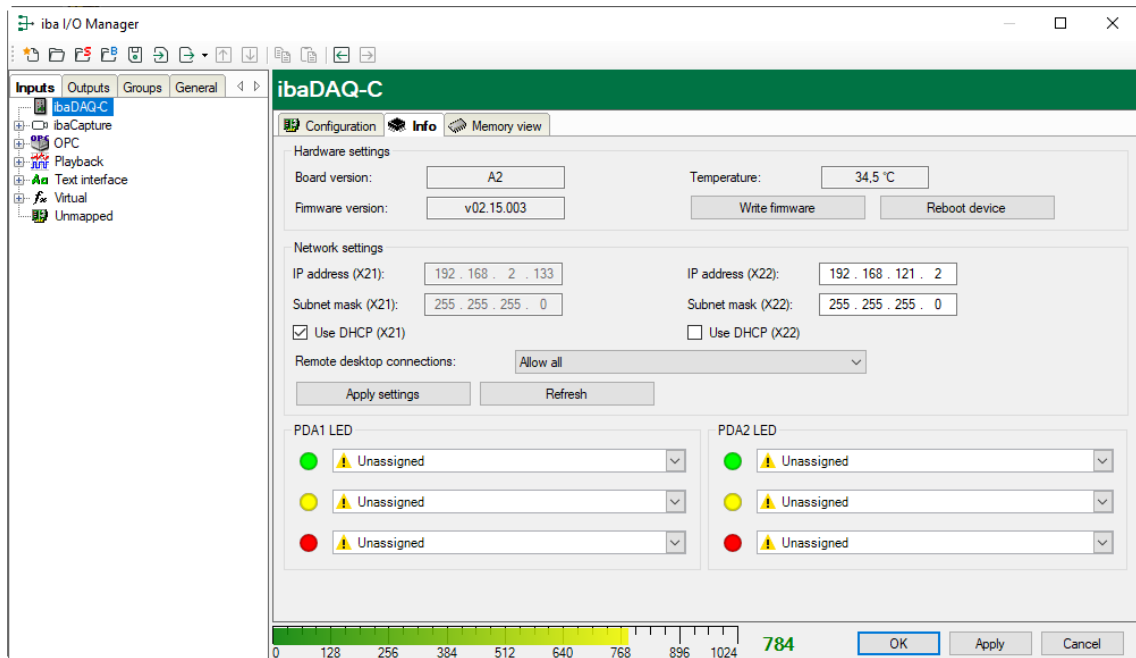 iba I/O Manager
Inputs Outputs Groups General
ibaDAQ-C
ibaCapture
OPC
Playback
Text interface
Virtual
Unmapped
ibaDAQ-C
Configuration Info Memory view
Hardware settings
Board version: A2 Temperature: 34,5 °C
Firmware version: v02.15.003 Write firmware Reboot device
Network settings
IP address (X21): 192 . 168 . 2 . 133 IP address (X22): 192 . 168 . 121 . 2
Subnet mask (X21): 255 . 255 . 255 . 0 Subnet mask (X22): 255 . 255 . 255 . 0
Use DHCP (X21) Use DHCP (X22)
Remote desktop connections: Allow all
Apply settings Refresh
PDA1 LED PDA2 LED
Unassigned Unassigned
Unassigned Unassigned
Unassigned Unassigned
0 128 256 384 512 640 768 896 1024 784 OK Apply Cancel